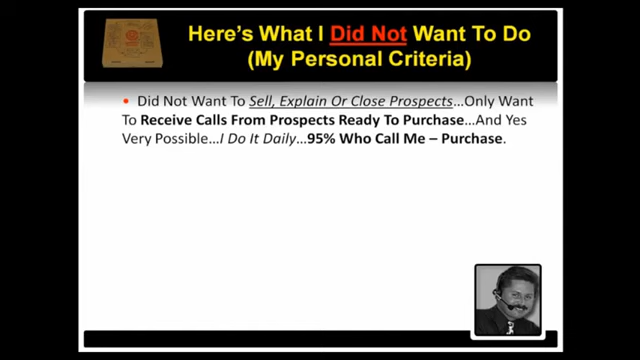 Here's What I Did Not Want To Do
(My Personal Criteria)
• Did Not Want To Sell, Explain Or Close Prospects…Only Want
To Receive Calls From Prospects Ready To Purchase…And Yes
Very Possible…I Do It Daily…95% Who Call Me – Purchase.